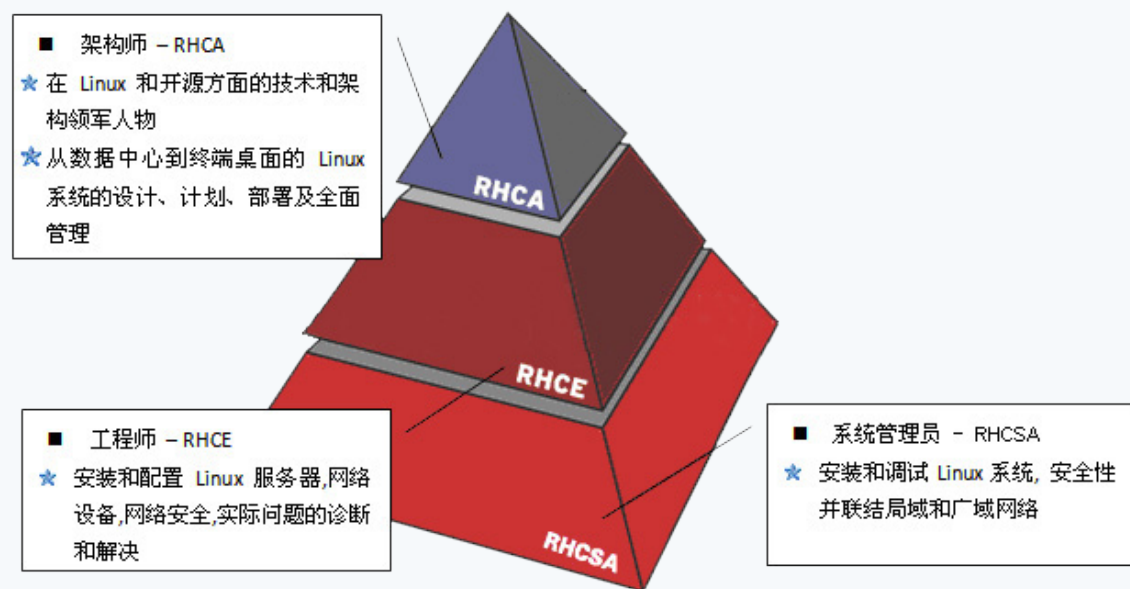 ■ 架构师 – RHCA
在 Linux 和开源方面的技术和架
构领军人物
从数据中心到终端桌面的 Linux
系统的设计、计划、部署及全面
管理
RHCA
RHCE
■ 工程师 – RHCE
安装和配置 Linux 服务器,网络
设备,网络安全,实际问题的诊断
和解决
■ 系统管理员 - RHCSA
安装和调试 Linux 系统, 安全性
并联结局域和广域网络
RHCSA